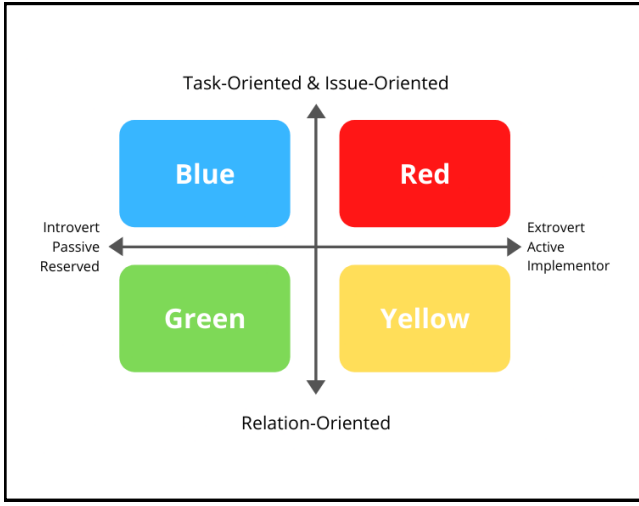 Task-Oriented & Issue-Oriented
Blue
Red
Introvert
Passive
Reserved
Extrovert
Active
Implementor
Green
Yellow
Relation-Oriented